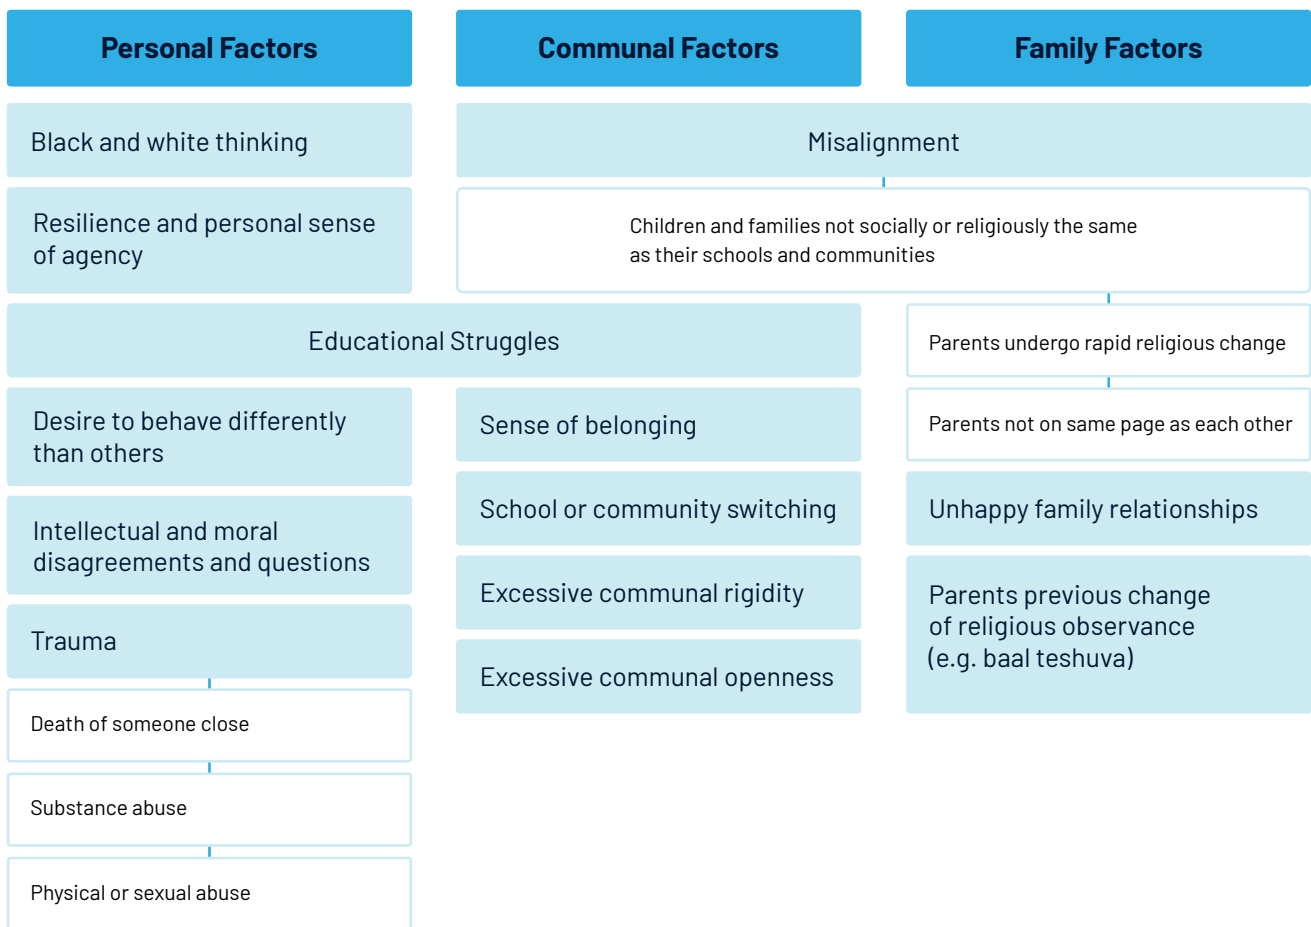 Personal Factors
Communal Factors
Family Factors
Black and white thinking
Misalignment
Resilience and personal sense
of agency
Children and families not socially or religiously the same
as their schools and communities
Educational Struggles
Parents undergo rapid religious change
Desire to behave differently
than others
Sense of belonging
Parents not on same page as each other
Intellectual and moral
disagreements and questions
School or community switching
Unhappy family relationships
Excessive communal rigidity
Parents previous change
of religious observance
(e.g. baal teshuva)
Trauma
Excessive communal openness
Death of someone close
Substance abuse
Physical or sexual abuse